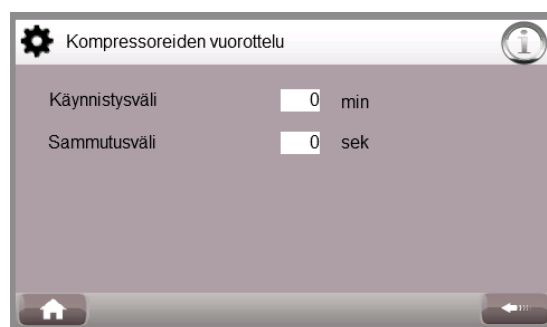 Kompressoreiden vuorottelu
Käynnistysväli 0 min
Sammutusväli 0 sek